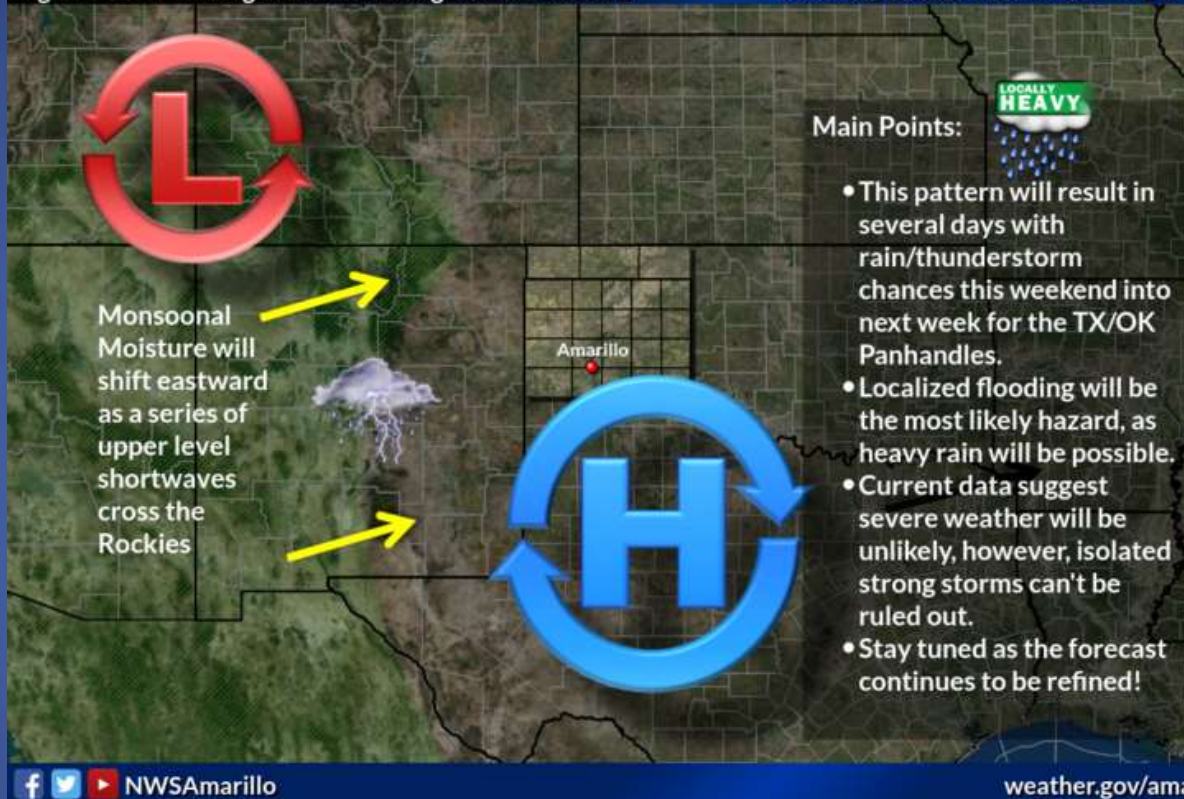 L
LOCALLY
HEAVY
Main Points:
• This pattern will result in
several days with
rain/thunderstorm
chances this weekend into
next week for the TX/OK
Panhandles.
• Localized flooding will be
the most likely hazard, as
heavy rain will be possible.
• Current data suggest
severe weather will be
unlikely, however, isolated
strong storms can't be
ruled out.
• Stay tuned as the forecast
continues to be refined!
Monsoonal
Moisture will
shift eastward
as a series of
upper level
shortwaves
cross the
Rockies
Amarillo
H
NWSAmarillo
weather.gov/ama